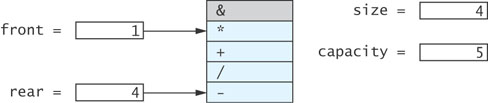 &
size = 4
front = 1
*
+
capacity = 5
/
rear = 4
-